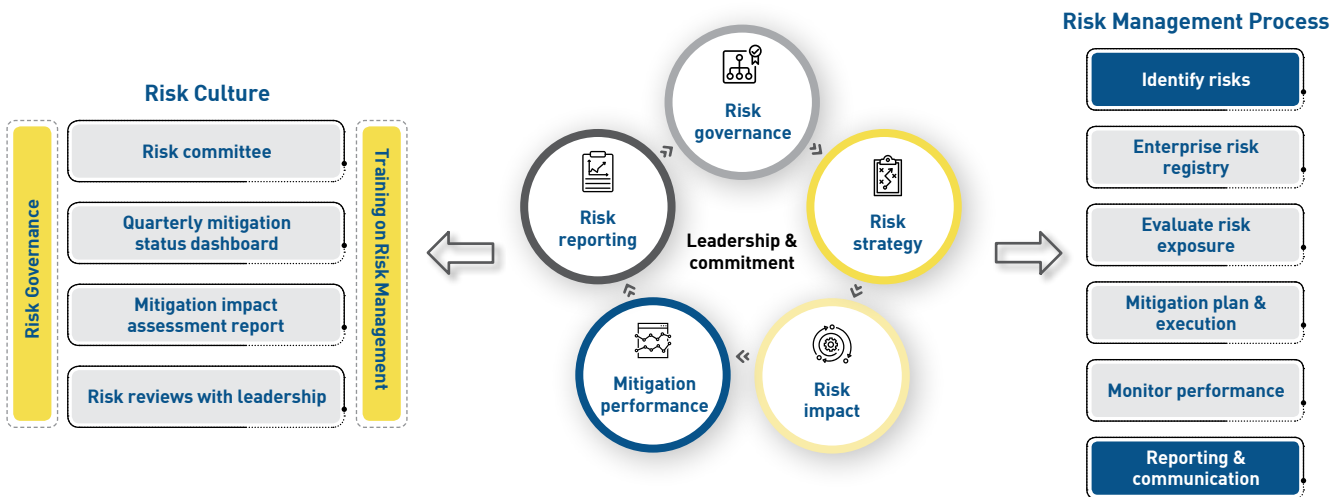 Risk Culture
Risk Governance
Risk committee
Quarterly mitigation
status dashboard
Mitigation impact
assessment report
Risk reviews with leadership
Training on Risk Management
Risk
governance
Risk
strategy
Risk
impact
Mitigation
performance
Risk
reporting
Leadership &
commitment
Risk Management Process
Identify risks
Enterprise risk
registry
Evaluate risk
exposure
Mitigation plan &
execution
Monitor performance
Reporting &
communication